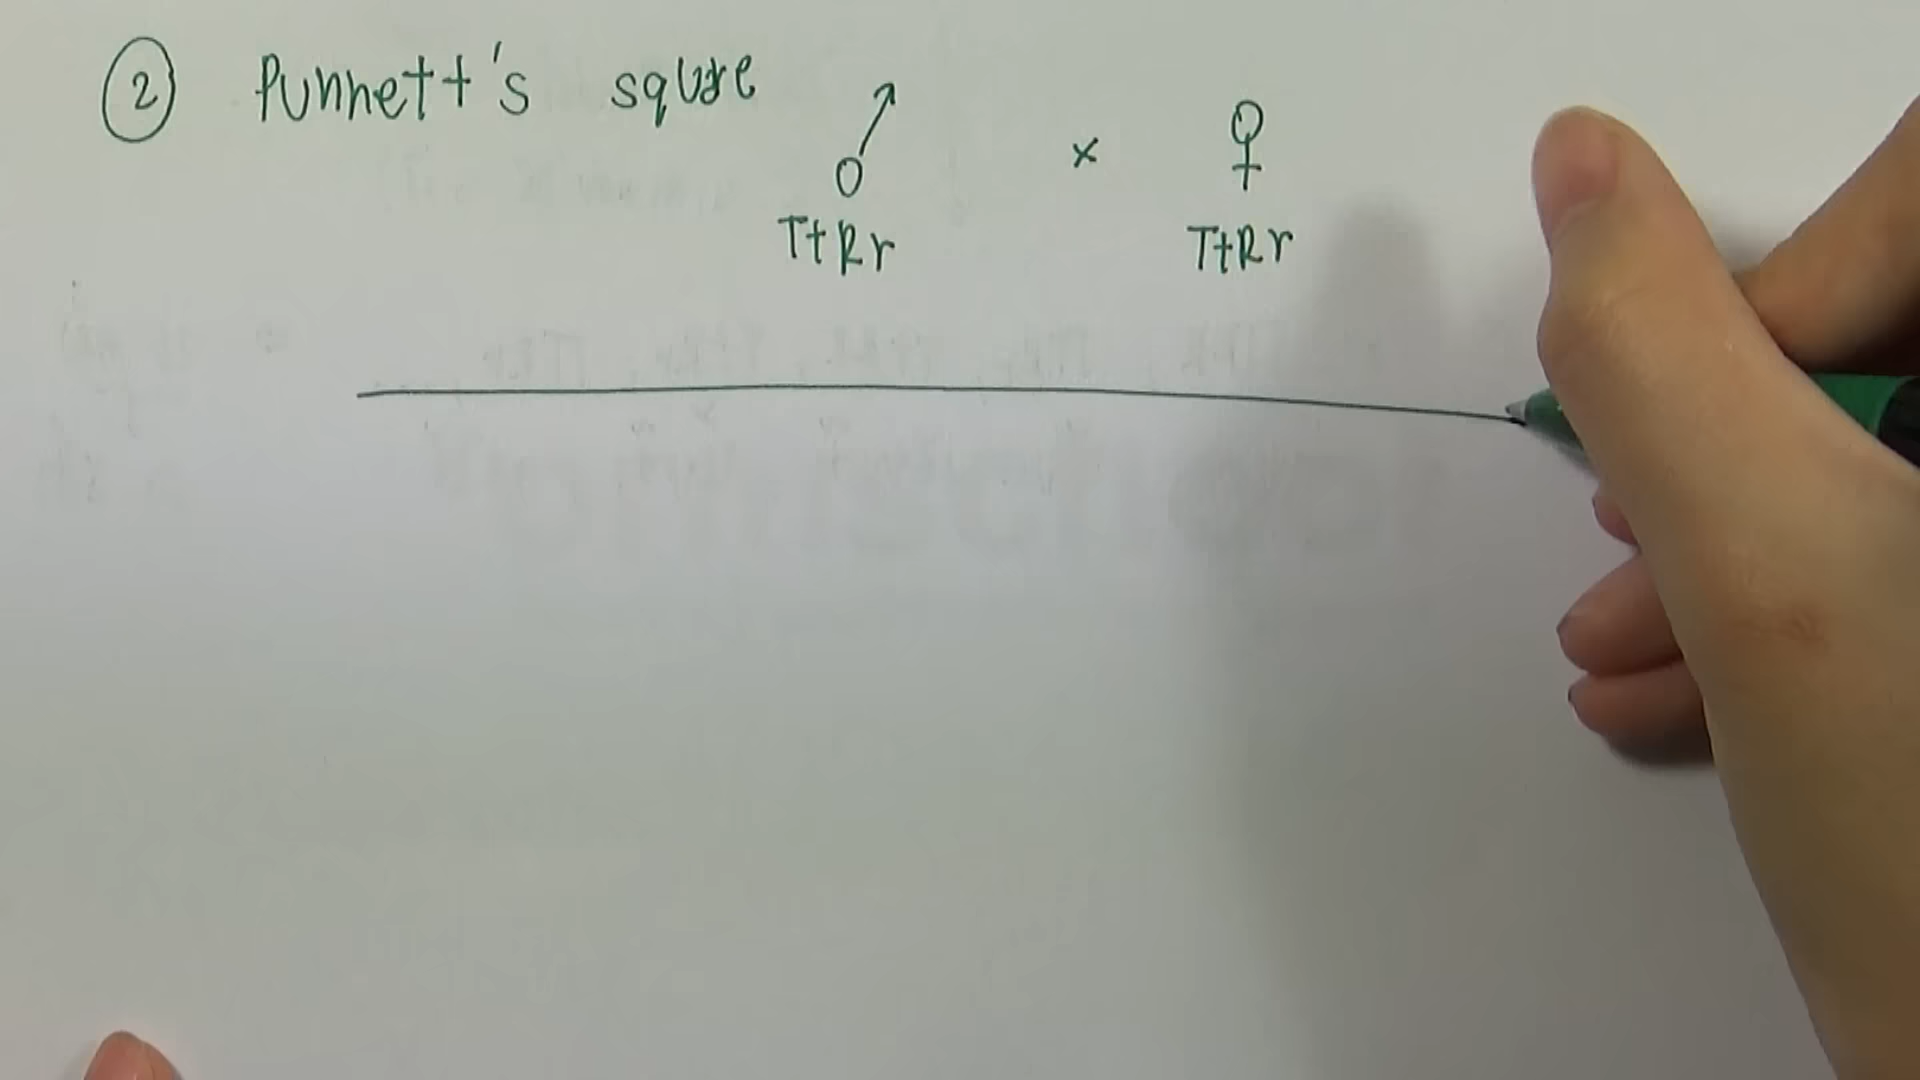 2 Punnett's squre
♂ × ♀
TtRr TtRr